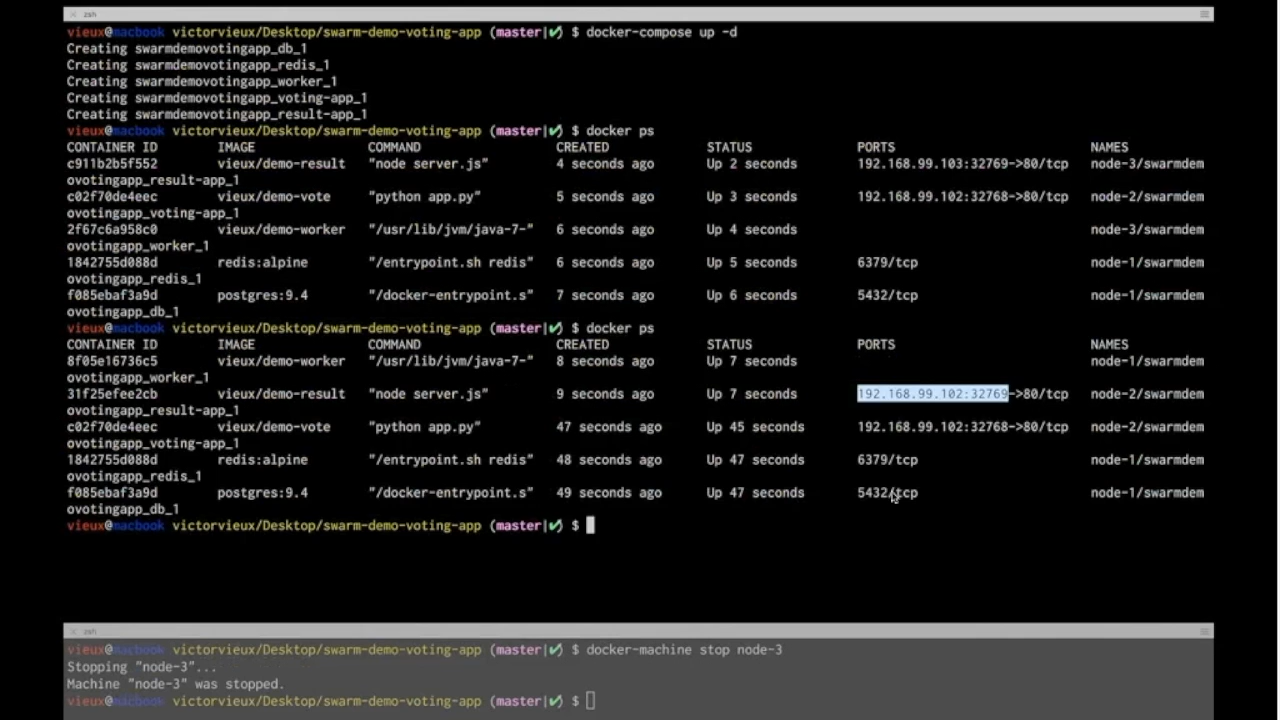 zsh
vieux@macbook victorvieux/Desktop/swarm-demo-voting-app (master|✔) $ docker-compose up -d
Creating swarmdemovotingapp_db_1
Creating swarmdemovotingapp_redis_1
Creating swarmdemovotingapp_worker_1
Creating swarmdemovotingapp_voting-app_1
Creating swarmdemovotingapp_result-app_1
vieux@macbook victorvieux/Desktop/swarm-demo-voting-app (master|✔) $ docker ps
CONTAINER ID IMAGE COMMAND CREATED STATUS PORTS NAMES
c911b2b5f552 vieux/demo-result "node server.js" 4 seconds ago Up 2 seconds 192.168.99.103:32769->80/tcp node-3/swarmdem
ovotingapp_result-app_1
c02f70de4eec vieux/demo-vote "python app.py" 5 seconds ago Up 3 seconds 192.168.99.102:32768->80/tcp node-2/swarmdem
ovotingapp_voting-app_1
2f67c6a958c0 vieux/demo-worker "/usr/lib/jvm/java-7-" 6 seconds ago Up 4 seconds node-3/swarmdem
ovotingapp_worker_1
1842755d088d redis:alpine "/entrypoint.sh redis" 6 seconds ago Up 5 seconds 6379/tcp node-1/swarmdem
ovotingapp_redis_1
f085ebaf3a9d postgres:9.4 "/docker-entrypoint.s" 7 seconds ago Up 6 seconds 5432/tcp node-1/swarmdem
ovotingapp_db_1
vieux@macbook victorvieux/Desktop/swarm-demo-voting-app (master|✔) $ docker ps
CONTAINER ID IMAGE COMMAND CREATED STATUS PORTS NAMES
8f05e16736c5 vieux/demo-worker "/usr/lib/jvm/java-7-" 8 seconds ago Up 7 seconds node-1/swarmdem
ovotingapp_worker_1
31f25efee2cb vieux/demo-result "node server.js" 9 seconds ago Up 7 seconds 192.168.99.102:32769->80/tcp node-2/swarmdem
ovotingapp_result-app_1
c02f70de4eec vieux/demo-vote "python app.py" 47 seconds ago Up 45 seconds 192.168.99.102:32768->80/tcp node-2/swarmdem
ovotingapp_voting-app_1
1842755d088d redis:alpine "/entrypoint.sh redis" 48 seconds ago Up 47 seconds 6379/tcp node-1/swarmdem
ovotingapp_redis_1
f085ebaf3a9d postgres:9.4 "/docker-entrypoint.s" 49 seconds ago Up 47 seconds 5432/tcp node-1/swarmdem
ovotingapp_db_1
vieux@macbook victorvieux/Desktop/swarm-demo-voting-app (master|✔) $
zsh
vieux@macbook victorvieux/Desktop/swarm-demo-voting-app (master|✔) $ docker-machine stop node-3
Stopping "node-3"...
Machine "node-3" was stopped.
vieux@macbook victorvieux/Desktop/swarm-demo-voting-app (master|✔) $